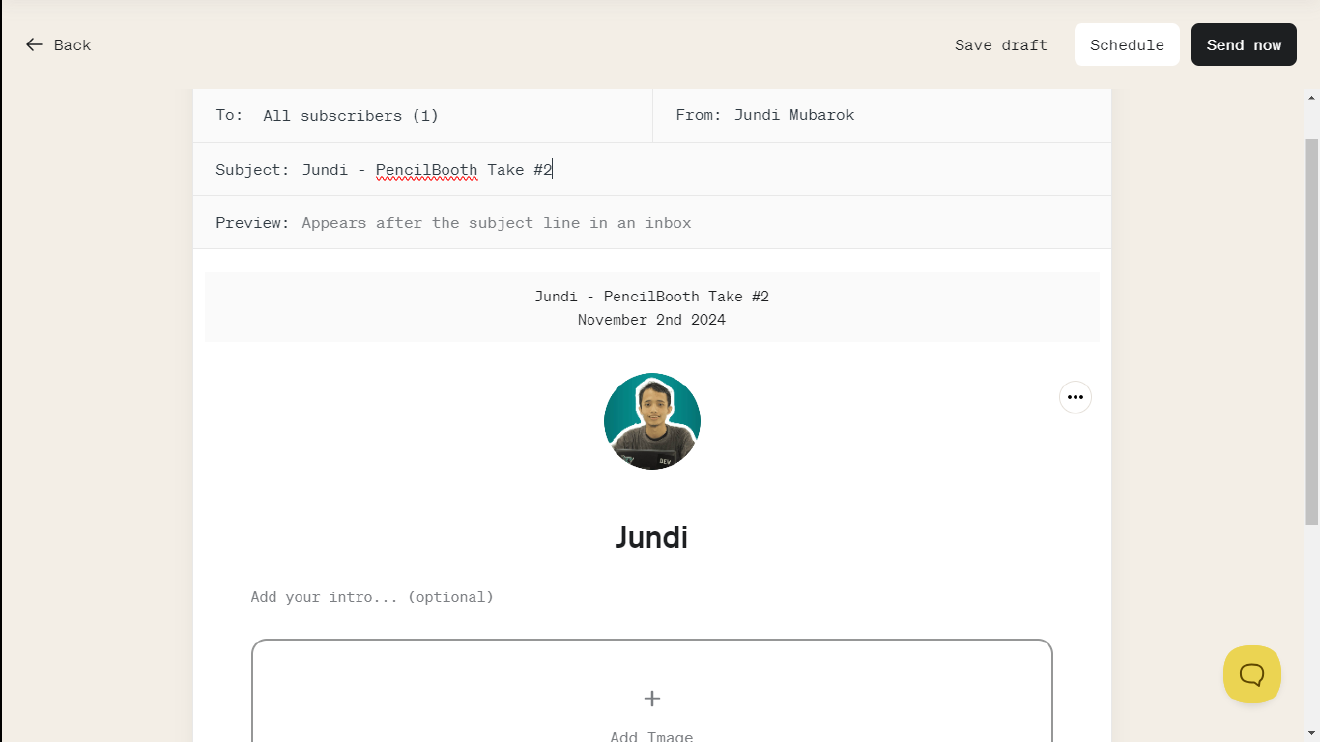 Back
Save draft
Schedule
Send now
To: All subscribers (1)
From: Jundi Mubarok
Subject: Jundi - PencilBooth Take #2
Preview: Appears after the subject line in an inbox
Jundi - PencilBooth Take #2
November 2nd 2024
DEV
Jundi
Add your intro... (optional)
Add Image